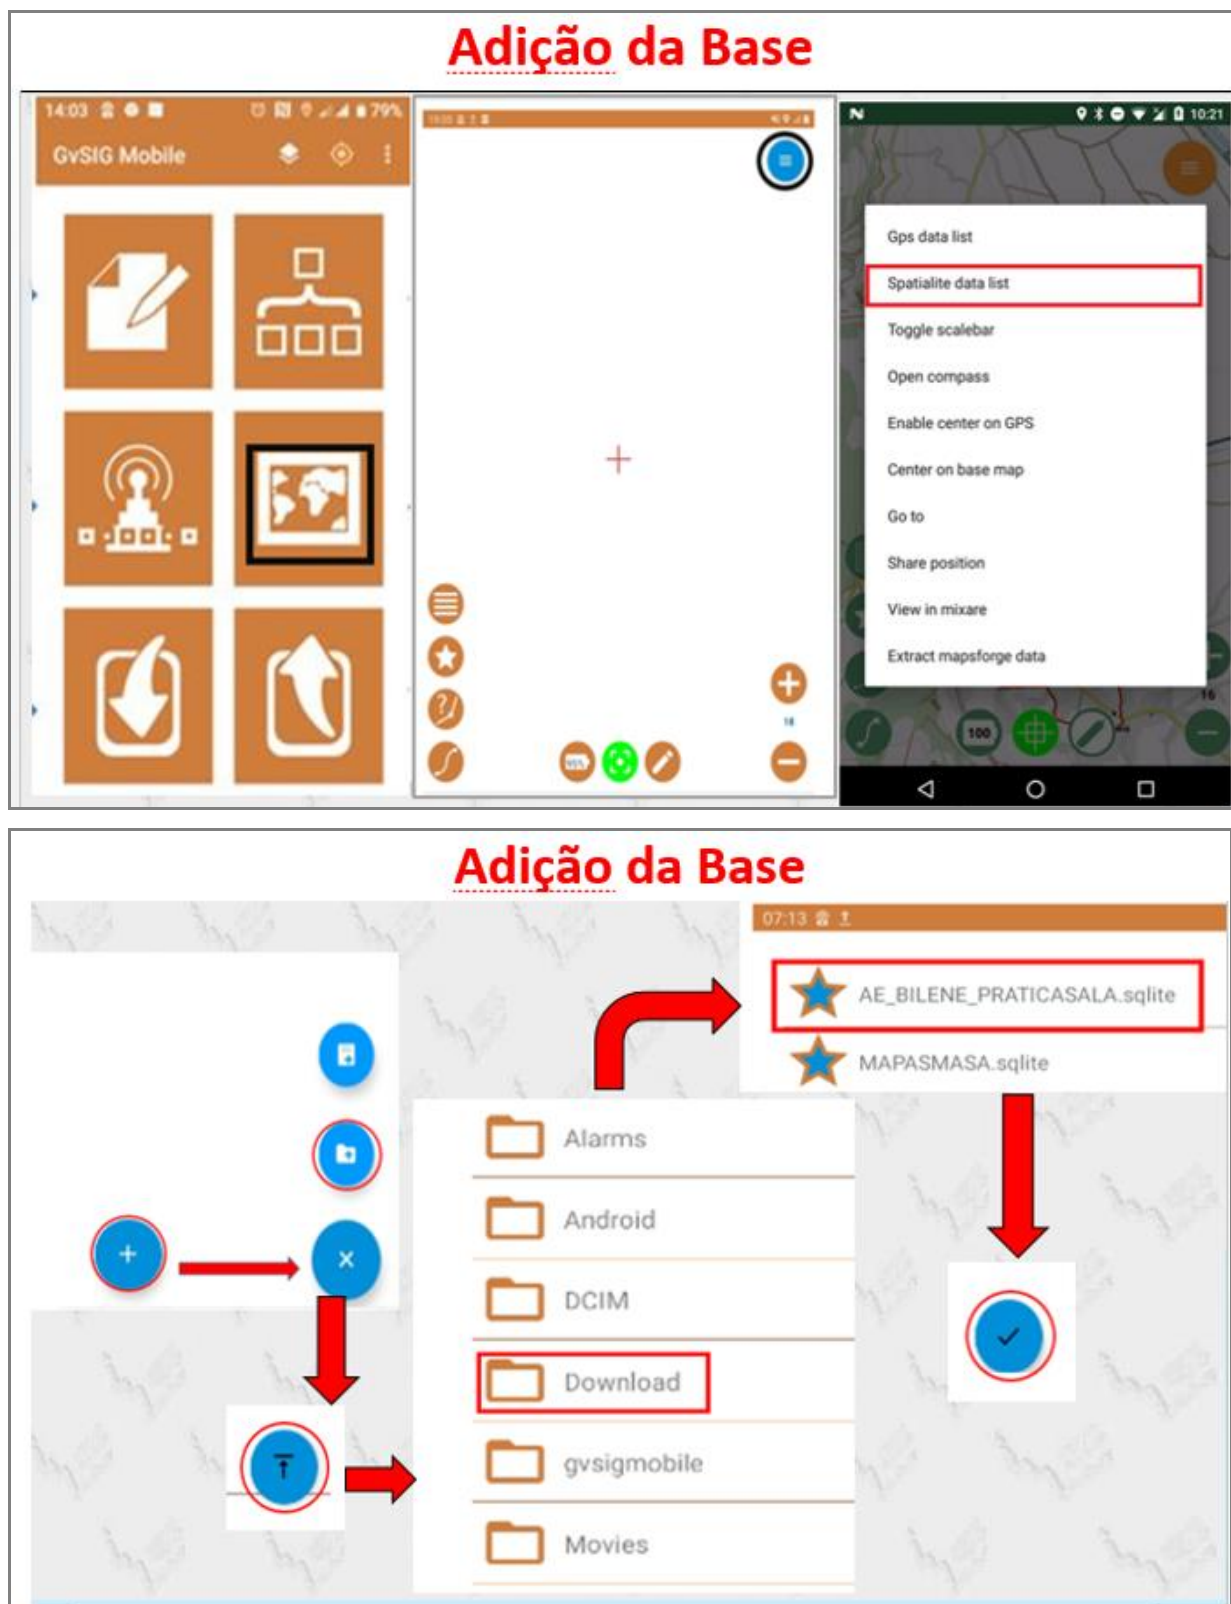 Adição da Base
14:03
79%
GvSIG Mobile
10:21
Gps data list
Spatialite data list
Toggle scalebar
Open compass
Enable center on GPS
Center on base map
Go to
Share position
View in mixare
Extract mapsforge data
16
100
Adição da Base
07:13
AE_BILENE_PRATICASALA.sqlite
MAPASMASA.sqlite
Alarms
Android
DCIM
Download
gvsigmobile
Movies